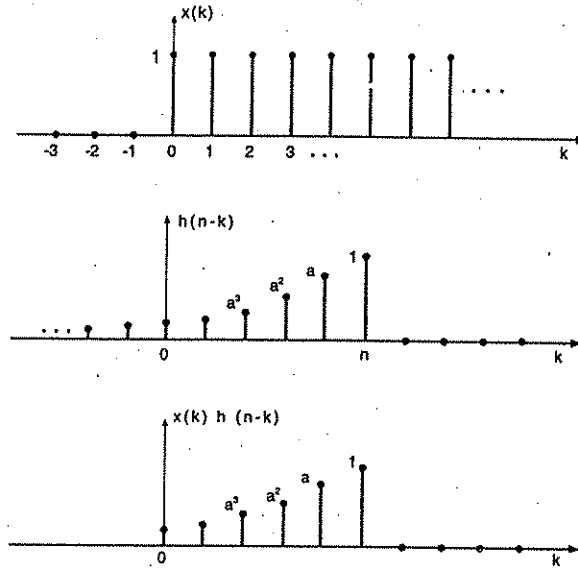 x(k)
1
....
-3 -2 -1 0 1 2 3 ... k
h(n-k)
1
a
a²
a³
...
0 n k
x(k) h (n-k)
1
a
a²
a³
0 k